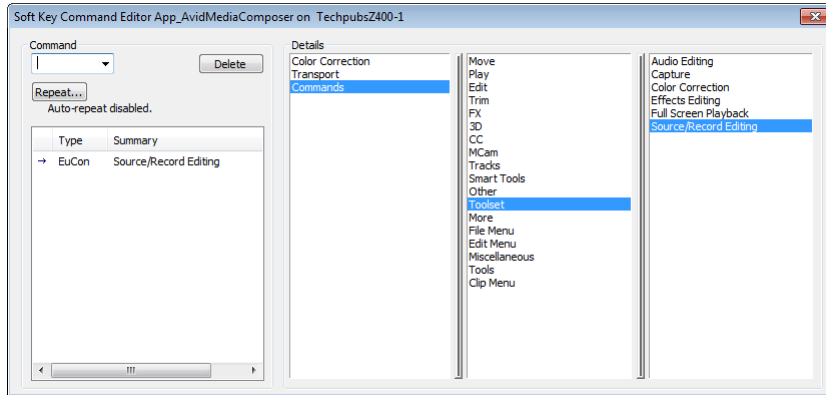 Soft Key Command Editor App_AvidMediaComposer on TechpubsZ400-1
Command
Delete
Repeat...
Auto-repeat disabled.
Type Summary
→ EuCon Source/Record Editing
Details
Color Correction
Transport
Commands
Move
Play
Edit
Trim
FX
3D
CC
MCam
Tracks
Smart Tools
Other
Toolset
More
File Menu
Edit Menu
Miscellaneous
Tools
Clip Menu
Audio Editing
Capture
Color Correction
Effects Editing
Full Screen Playback
Source/Record Editing